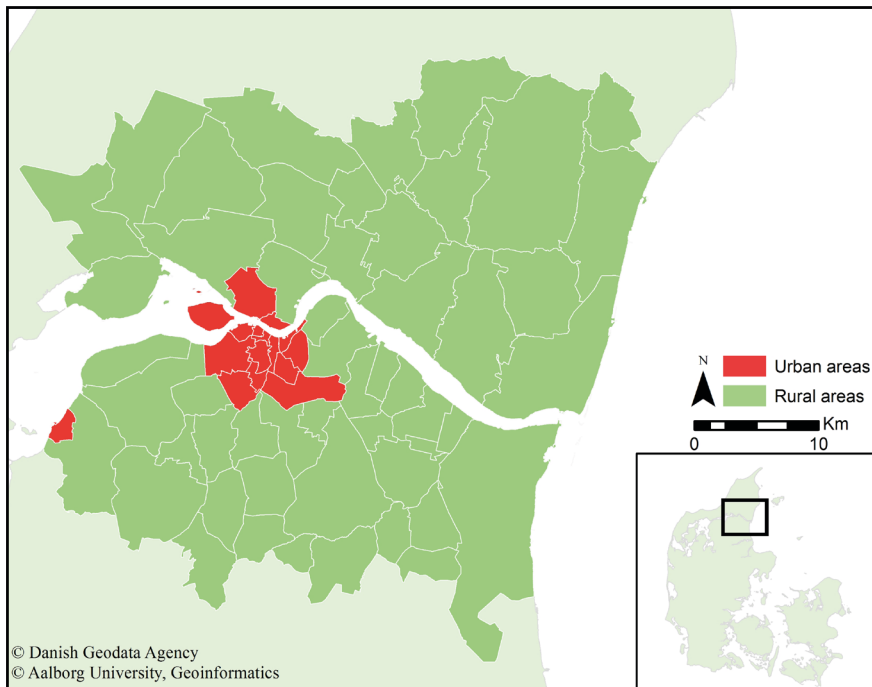 N
Urban areas
Rural areas
Km
0 10
© Danish Geodata Agency
© Aalborg University, Geoinformatics